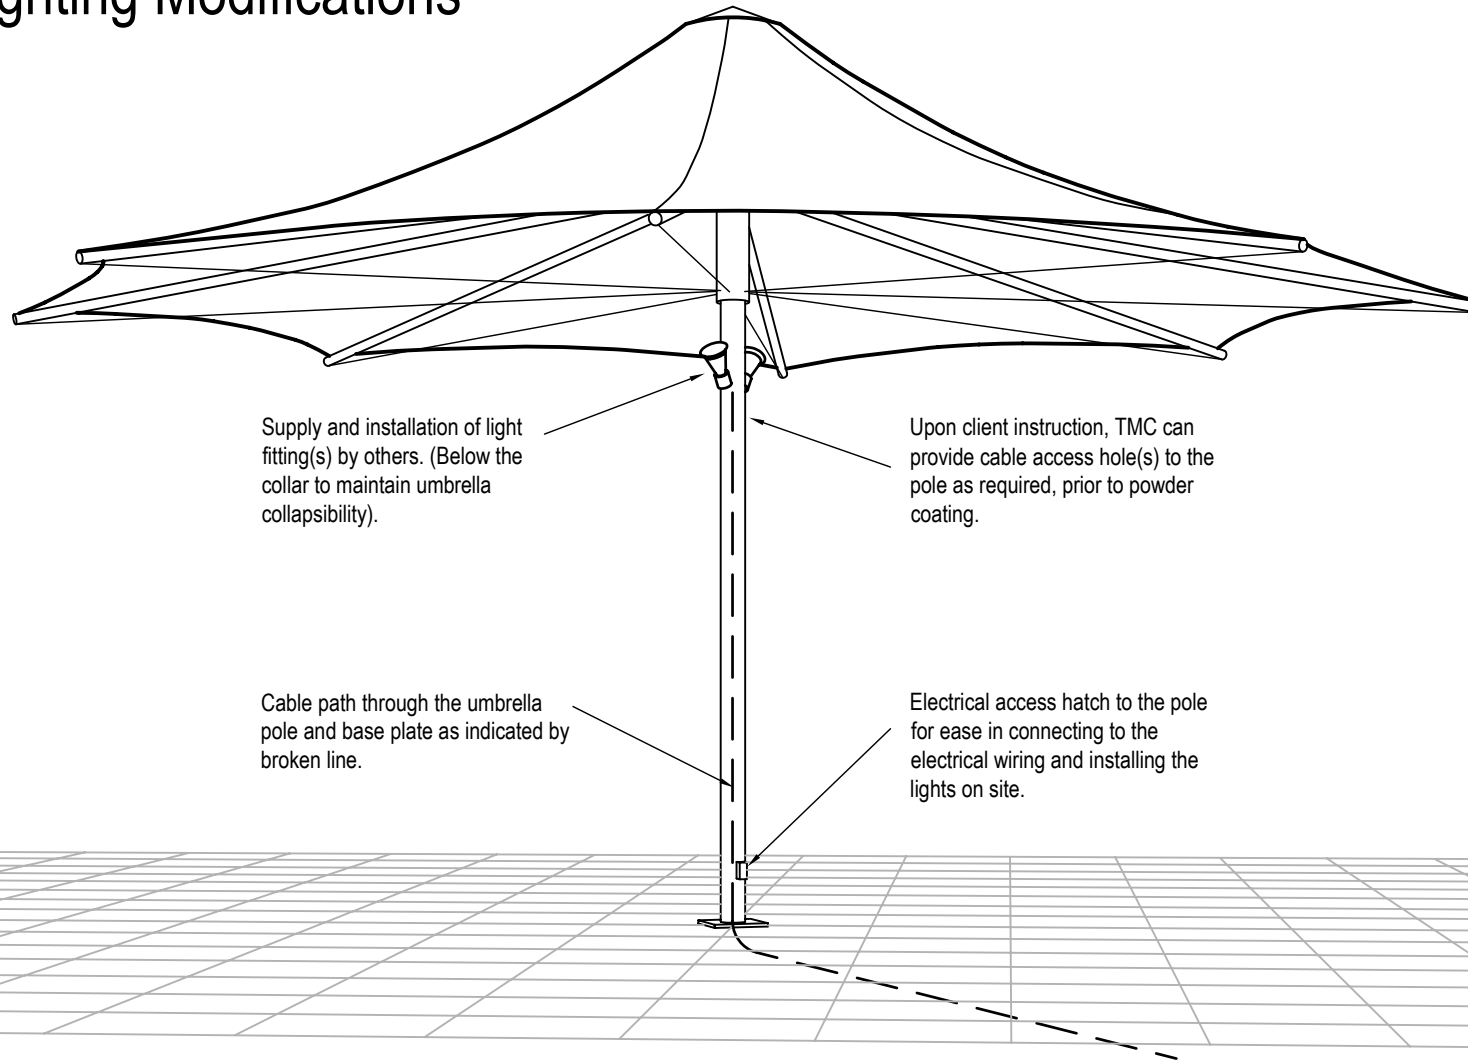 ghting Modifications
Supply and installation of light
fitting(s) by others. (Below the
collar to maintain umbrella
collapsibility).
Upon client instruction, TMC can
provide cable access hole(s) to the
pole as required, prior to powder
coating.
Cable path through the umbrella
pole and base plate as indicated by
broken line.
Electrical access hatch to the pole
for ease in connecting to the
electrical wiring and installing the
lights on site.